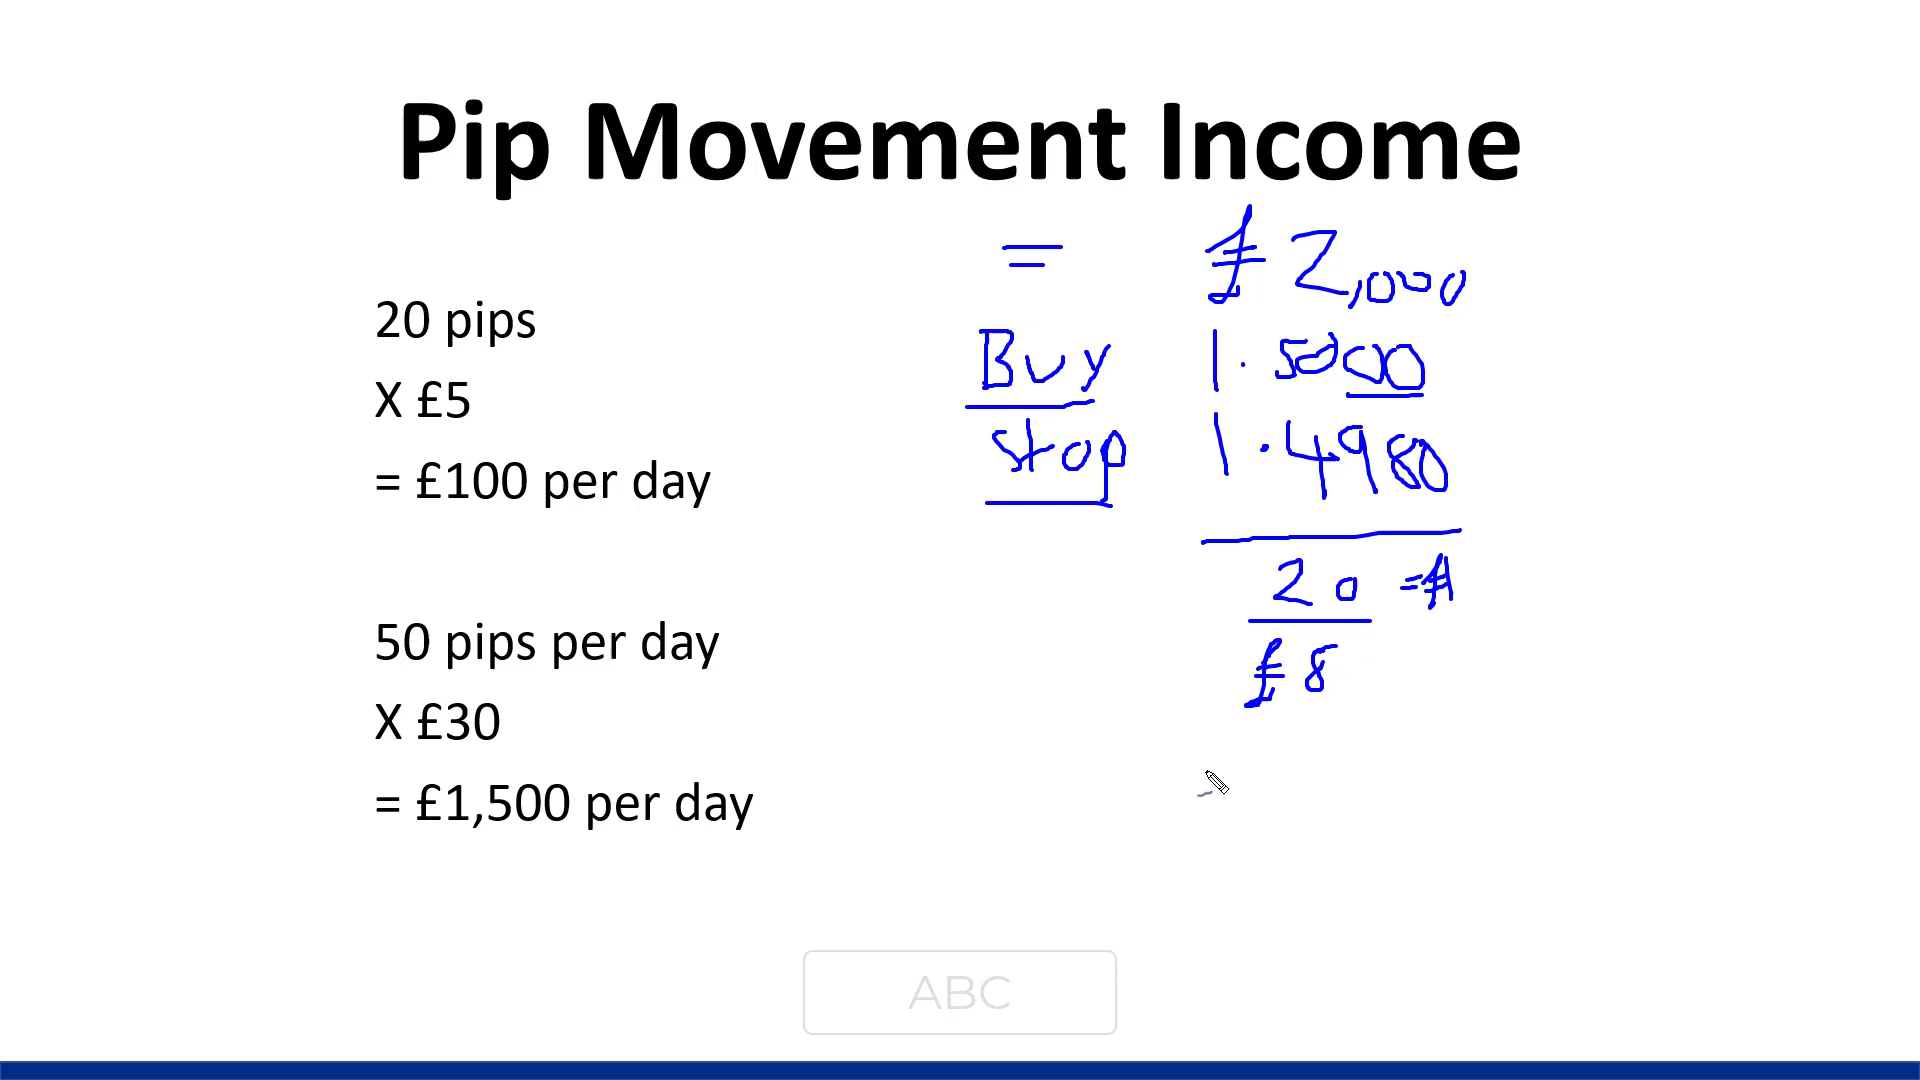 Pip Movement Income
20 pips
X £5
= £100 per day
50 pips per day
X £30
= £1,500 per day
= £2,000
Buy 1.5000
Stop 1.4980
20 =
£8
ABC